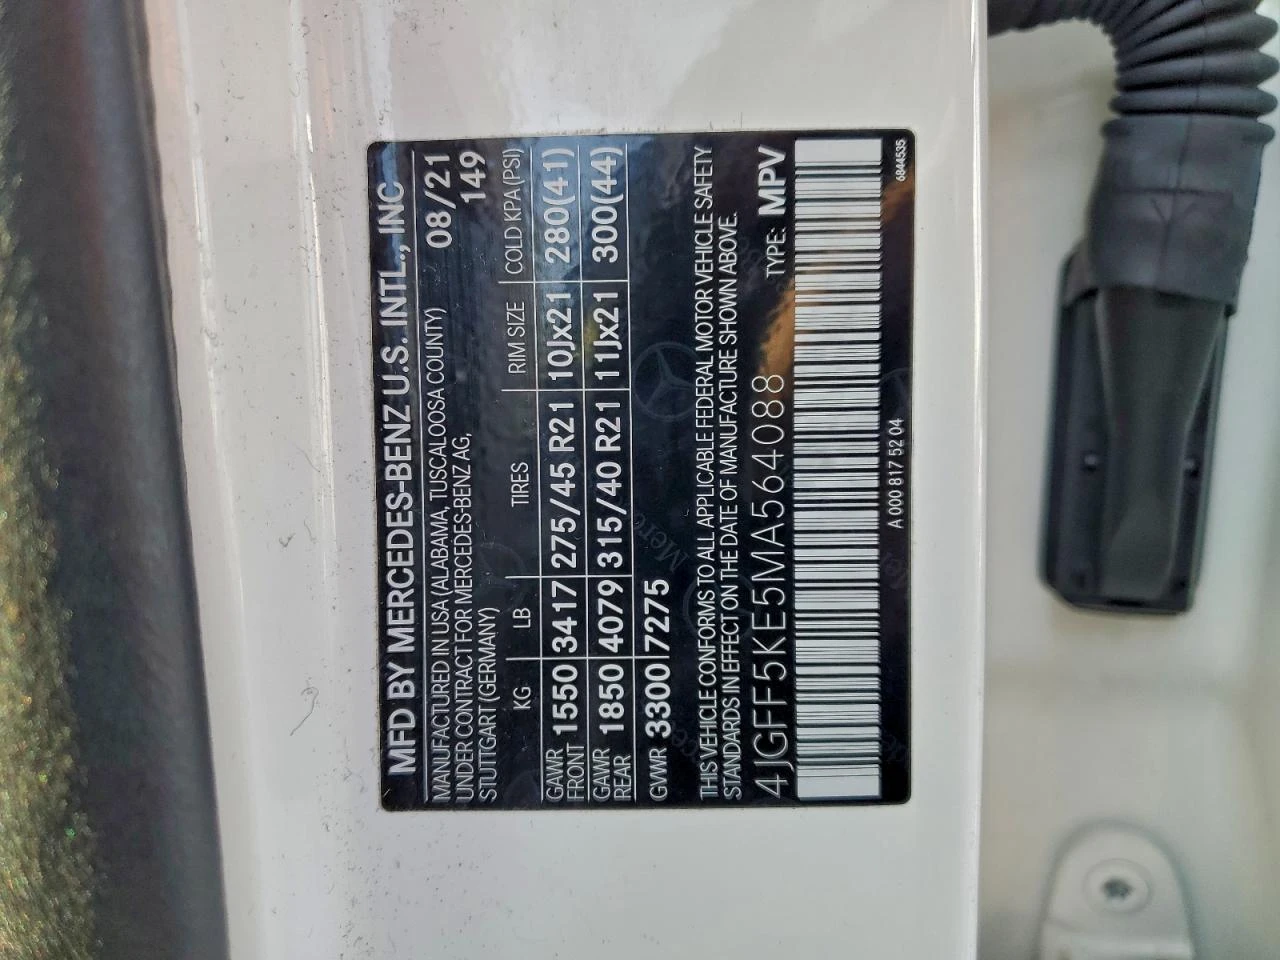 MFD BY MERCEDES-BENZ U.S. INTL., INC
MANUFACTURED IN USA (ALABAMA, TUSCALOOSA COUNTY) 08/21
UNDER CONTRACT FOR MERCEDES-BENZ AG, 149
STUTTGART (GERMANY)
KG LB TIRES RIM SIZE COLD KPA (PSI)
GAWR FRONT 1550 3417 275/45 R21 10Jx21 280(41)
GAWR REAR 1850 4079 315/40 R21 11Jx21 300(44)
GVWR 3300 7275
THIS VEHICLE CONFORMS TO ALL APPLICABLE FEDERAL MOTOR VEHICLE SAFETY
STANDARDS IN EFFECT ON THE DATE OF MANUFACTURE SHOWN ABOVE.
4JGFF5KE5MA564088 TYPE: MPV
A 000 817 52 04 6844535